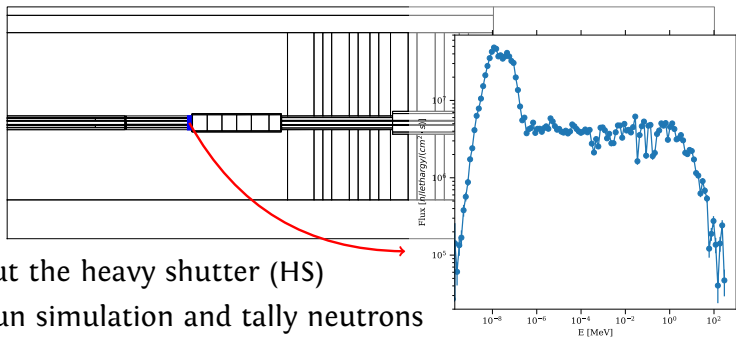 ut the heavy shutter (HS)
un simulation and tally neutrons
Flux [n/lethargy/(cm²·s)]
10⁷
10⁶
10⁵
10⁻⁸ 10⁻⁶ 10⁻⁴ 10⁻² 10⁰ 10²
E [MeV]